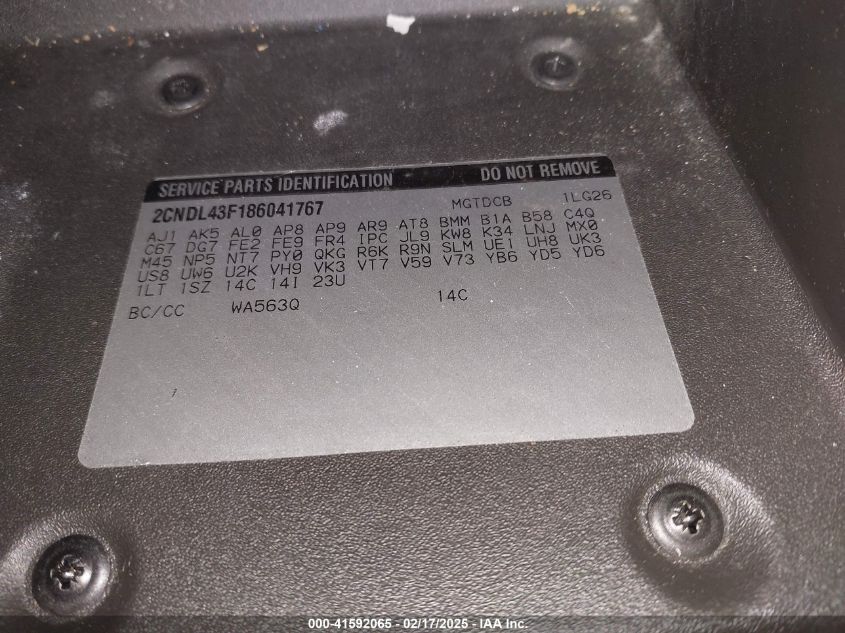 SERVICE PARTS IDENTIFICATION DO NOT REMOVE
2CNDL43F186041767 MGTDCB 1LG26
AJ1 AK5 AL0 AP8 AP9 AR9 AT8 BMM B1A B58 C4Q
C67 DG7 FE2 FE9 FR4 IPC JL9 KW8 K34 LNJ MX0
M45 NP5 NT7 PY0 QKG R6K R9N SLM UE1 UH8 UK3
US8 UW6 U2K VH9 VK3 VT7 V59 V73 YB6 YD5 YD6
1LT 1SZ 14C 14I 23U
BC/CC WA563Q 14C
000-41592065 - 02/17/2025 - IAA Inc.